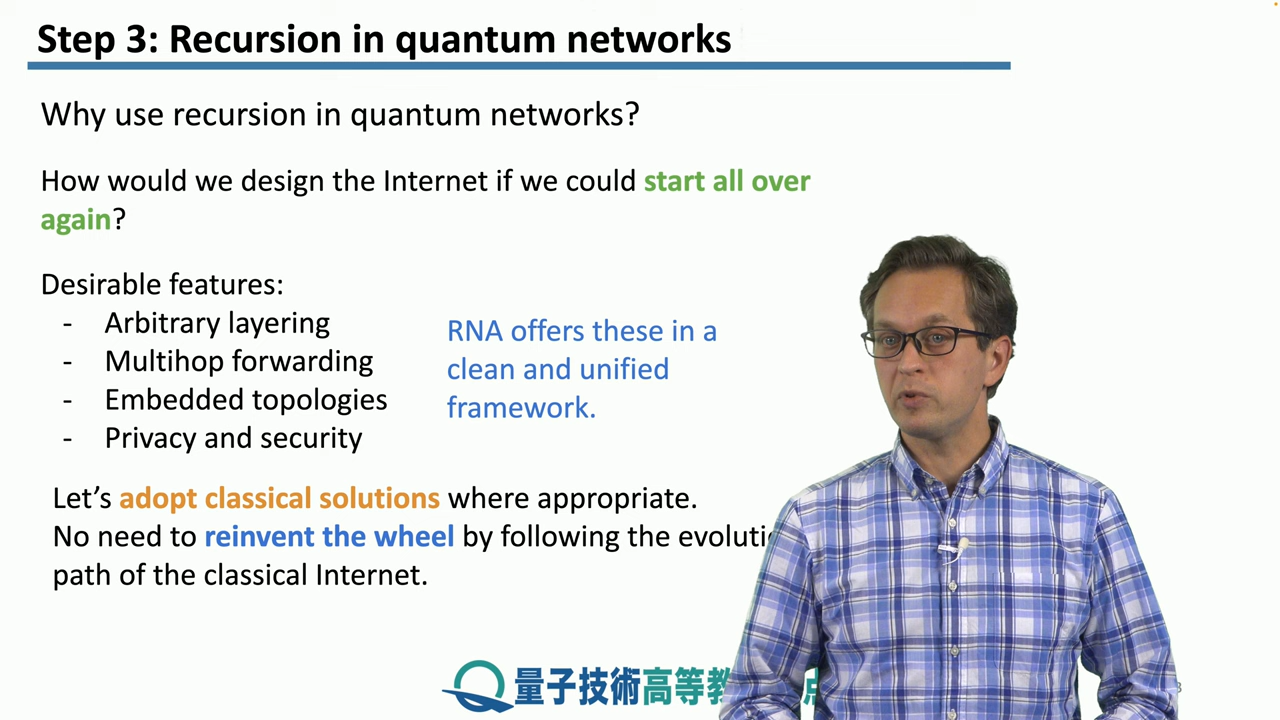 Step 3: Recursion in quantum networks
Why use recursion in quantum networks?
How would we design the Internet if we could start all over
again?
Desirable features:
- Arbitrary layering
- Multihop forwarding
- Embedded topologies
- Privacy and security
RNA offers these in a
clean and unified
framework.
Let’s adopt classical solutions where appropriate.
No need to reinvent the wheel by following the
path of the classical Internet.
量子技術高等教